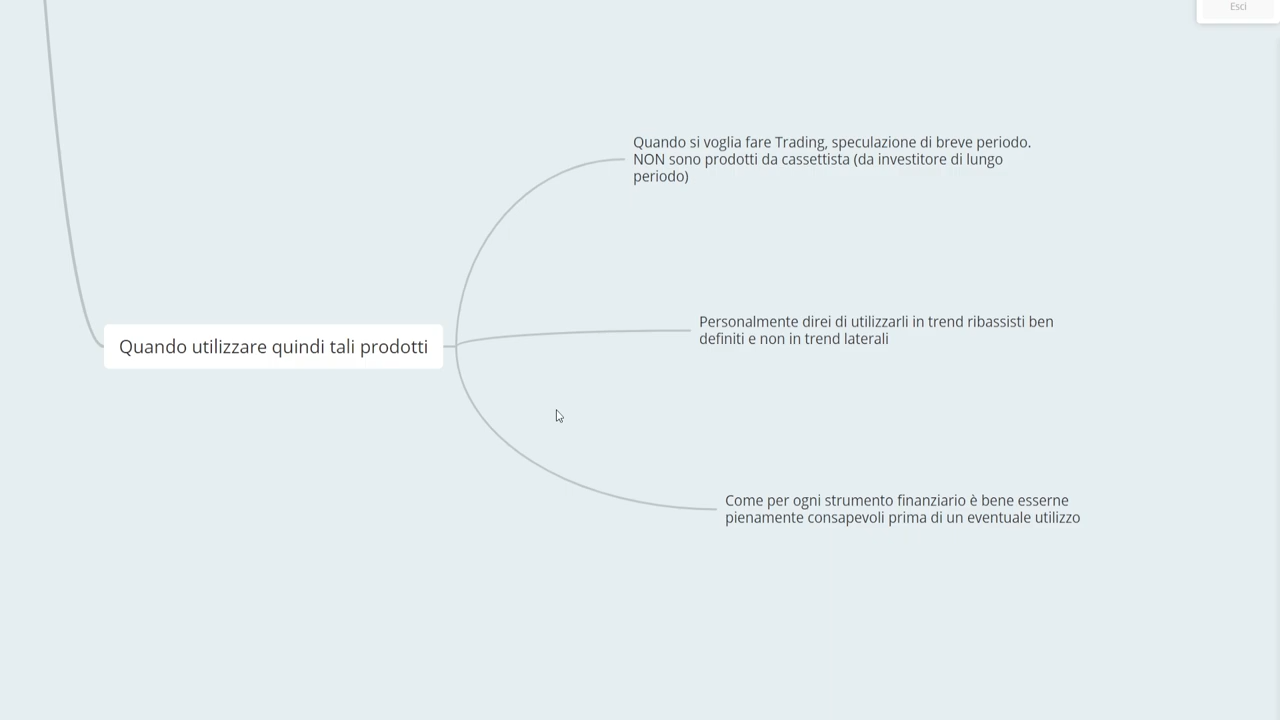 Esci
Quando si voglia fare Trading, speculazione di breve periodo.
NON sono prodotti da cassettista (da investitore di lungo
periodo)
Quando utilizzare quindi tali prodotti
Personalmente direi di utilizzarli in trend ribassisti ben
definiti e non in trend laterali
Come per ogni strumento finanziario è bene esserne
pienamente consapevoli prima di un eventuale utilizzo